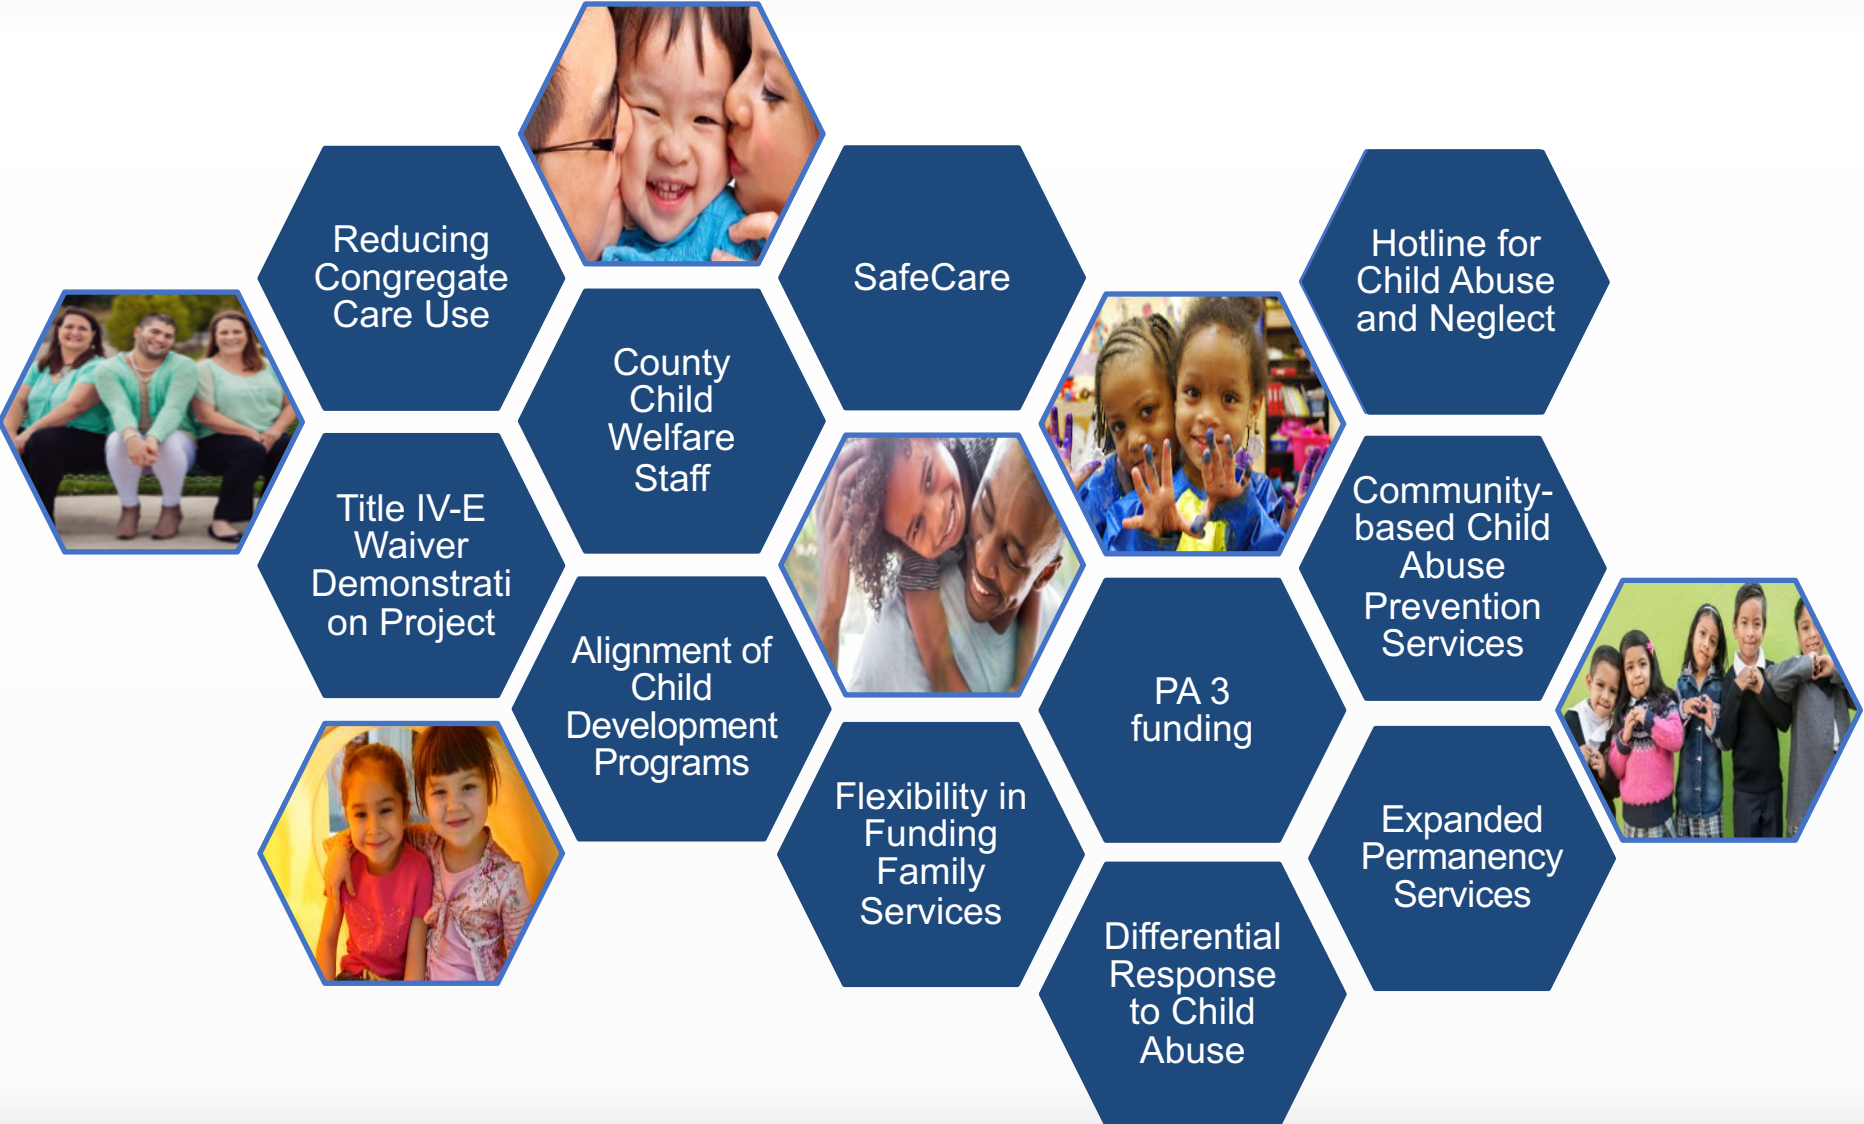 Reducing
Congregate
Care Use
SafeCare
Hotline for
Child Abuse
and Neglect
County
Child
Welfare
Staff
Title IV-E
Waiver
Demonstrati
on Project
Community-
based Child
Abuse
Prevention
Services
Alignment of
Child
Development
Programs
PA 3
funding
Flexibility in
Funding
Family
Services
Expanded
Permanency
Services
Differential
Response
to Child
Abuse